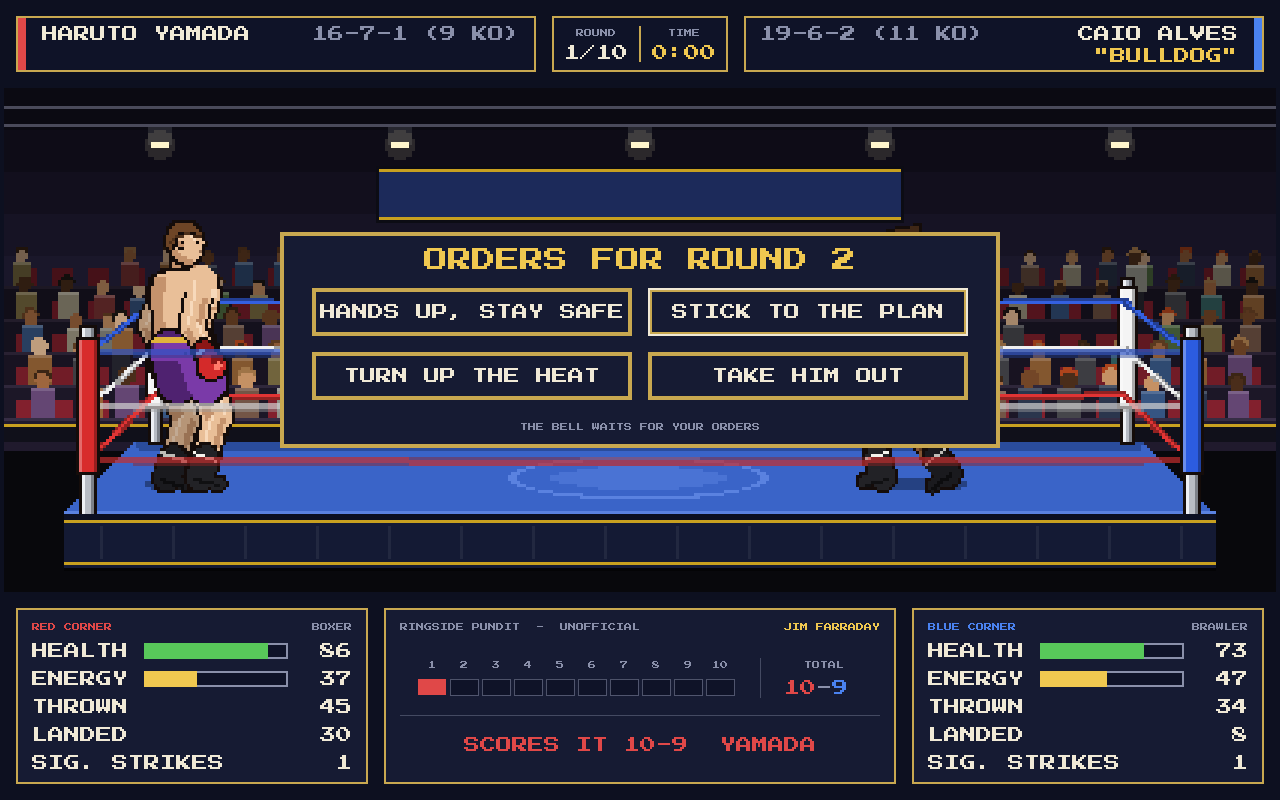 HARUTO YAMADA 16-7-1 (9 KO)
ROUND TIME
1/10 0:00
19-6-2 (11 KO) CAIO ALVES
"BULLDOG"
ORDERS FOR ROUND 2
HANDS UP, STAY SAFE
STICK TO THE PLAN
TURN UP THE HEAT
TAKE HIM OUT
THE BELL WAITS FOR YOUR ORDERS
RED CORNER BOXER
HEALTH 86
ENERGY 37
THROWN 45
LANDED 30
SIG. STRIKES 1
RINGSIDE PUNDIT - UNOFFICIAL JIM FARRADAY
1 2 3 4 5 6 7 8 9 10 TOTAL
10-9
SCORES IT 10-9 YAMADA
BLUE CORNER BRAWLER
HEALTH 73
ENERGY 47
THROWN 34
LANDED 8
SIG. STRIKES 1